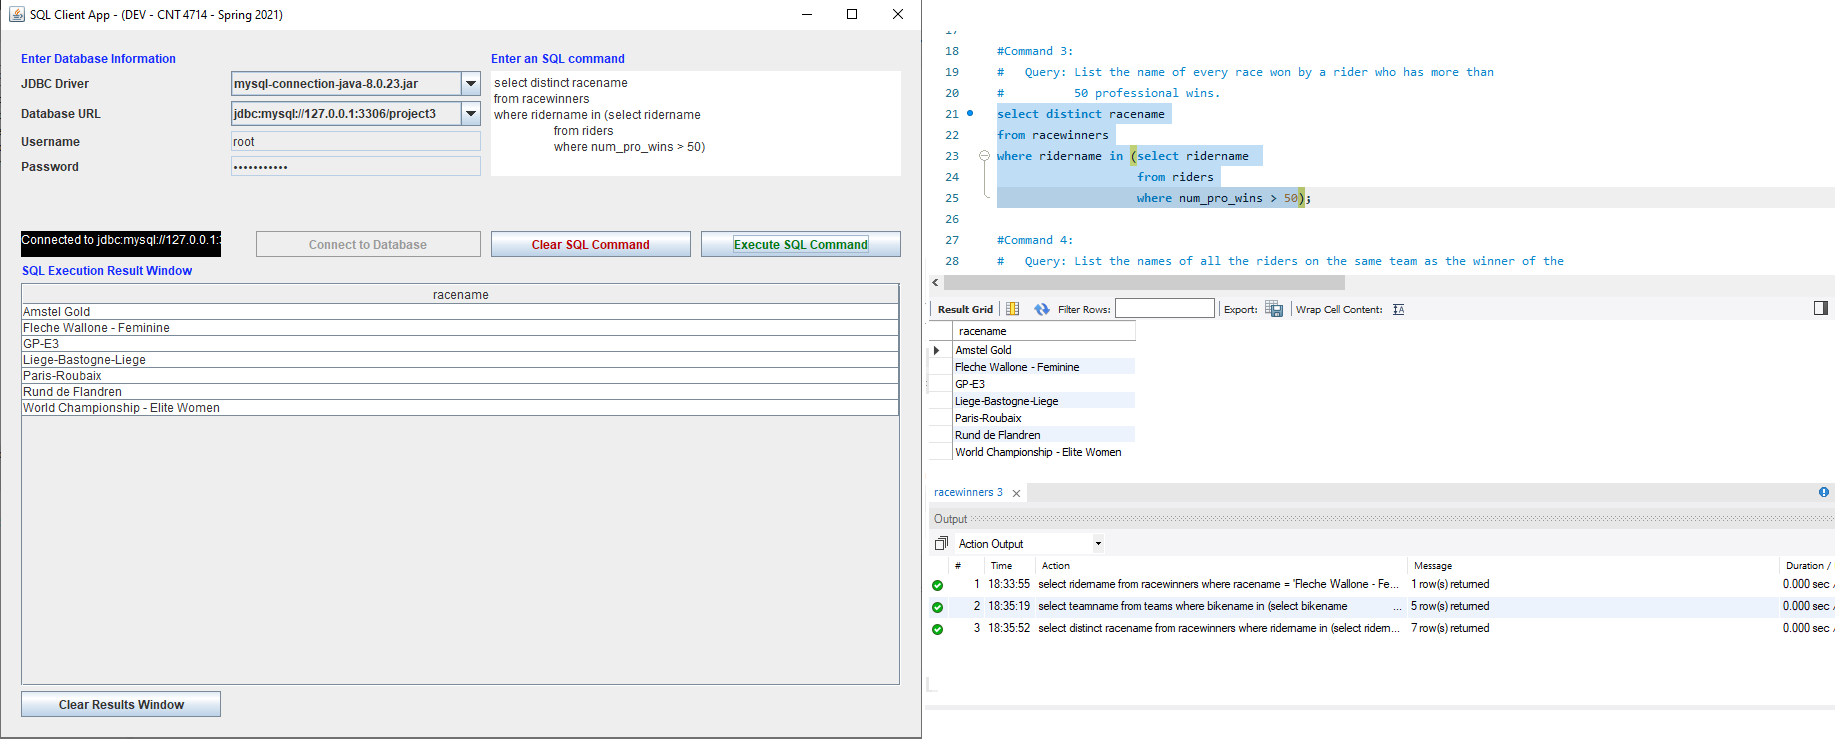 SQL Client App - (DEV - CNT 4714 - Spring 2021)
Enter Database Information
JDBC Driver
mysql-connection-java-8.0.23.jar
Database URL
jdbc:mysql://127.0.0.1:3306/project3
Username
root
Password
•••••••••••
Enter an SQL command
select distinct racename
from racewinners
where ridername in (select ridername
from riders
where num_pro_wins > 50)
Connected to jdbc:mysql://127.0.0.1:
Connect to Database
Clear SQL Command
Execute SQL Command
SQL Execution Result Window
racename
Amstel Gold
Fleche Wallone - Feminine
GP-E3
Liege-Bastogne-Liege
Paris-Roubaix
Rund de Flandren
World Championship - Elite Women
Clear Results Window
17
18 #Command 3:
19 # Query: List the name of every race won by a rider who has more than
20 # 50 professional wins.
21 select distinct racename
22 from racewinners
23 where ridername in (select ridername
24 from riders
25 where num_pro_wins > 50);
26
27 #Command 4:
28 # Query: List the names of all the riders on the same team as the winner of the
Result Grid Filter Rows: Export: Wrap Cell Content:
racename
Amstel Gold
Fleche Wallone - Feminine
GP-E3
Liege-Bastogne-Liege
Paris-Roubaix
Rund de Flandren
World Championship - Elite Women
racewinners 3
Output
Action Output
# Time Action Message Duration /
1 18:33:55 select ridername from racewinners where racename = 'Fleche Wallone - Fe... 1 row(s) returned 0.000 sec /
2 18:35:19 select teamname from teams where bikename in (select bikename ... 5 row(s) returned 0.000 sec /
3 18:35:52 select distinct racename from racewinners where ridername in (select ridern... 7 row(s) returned 0.000 sec /